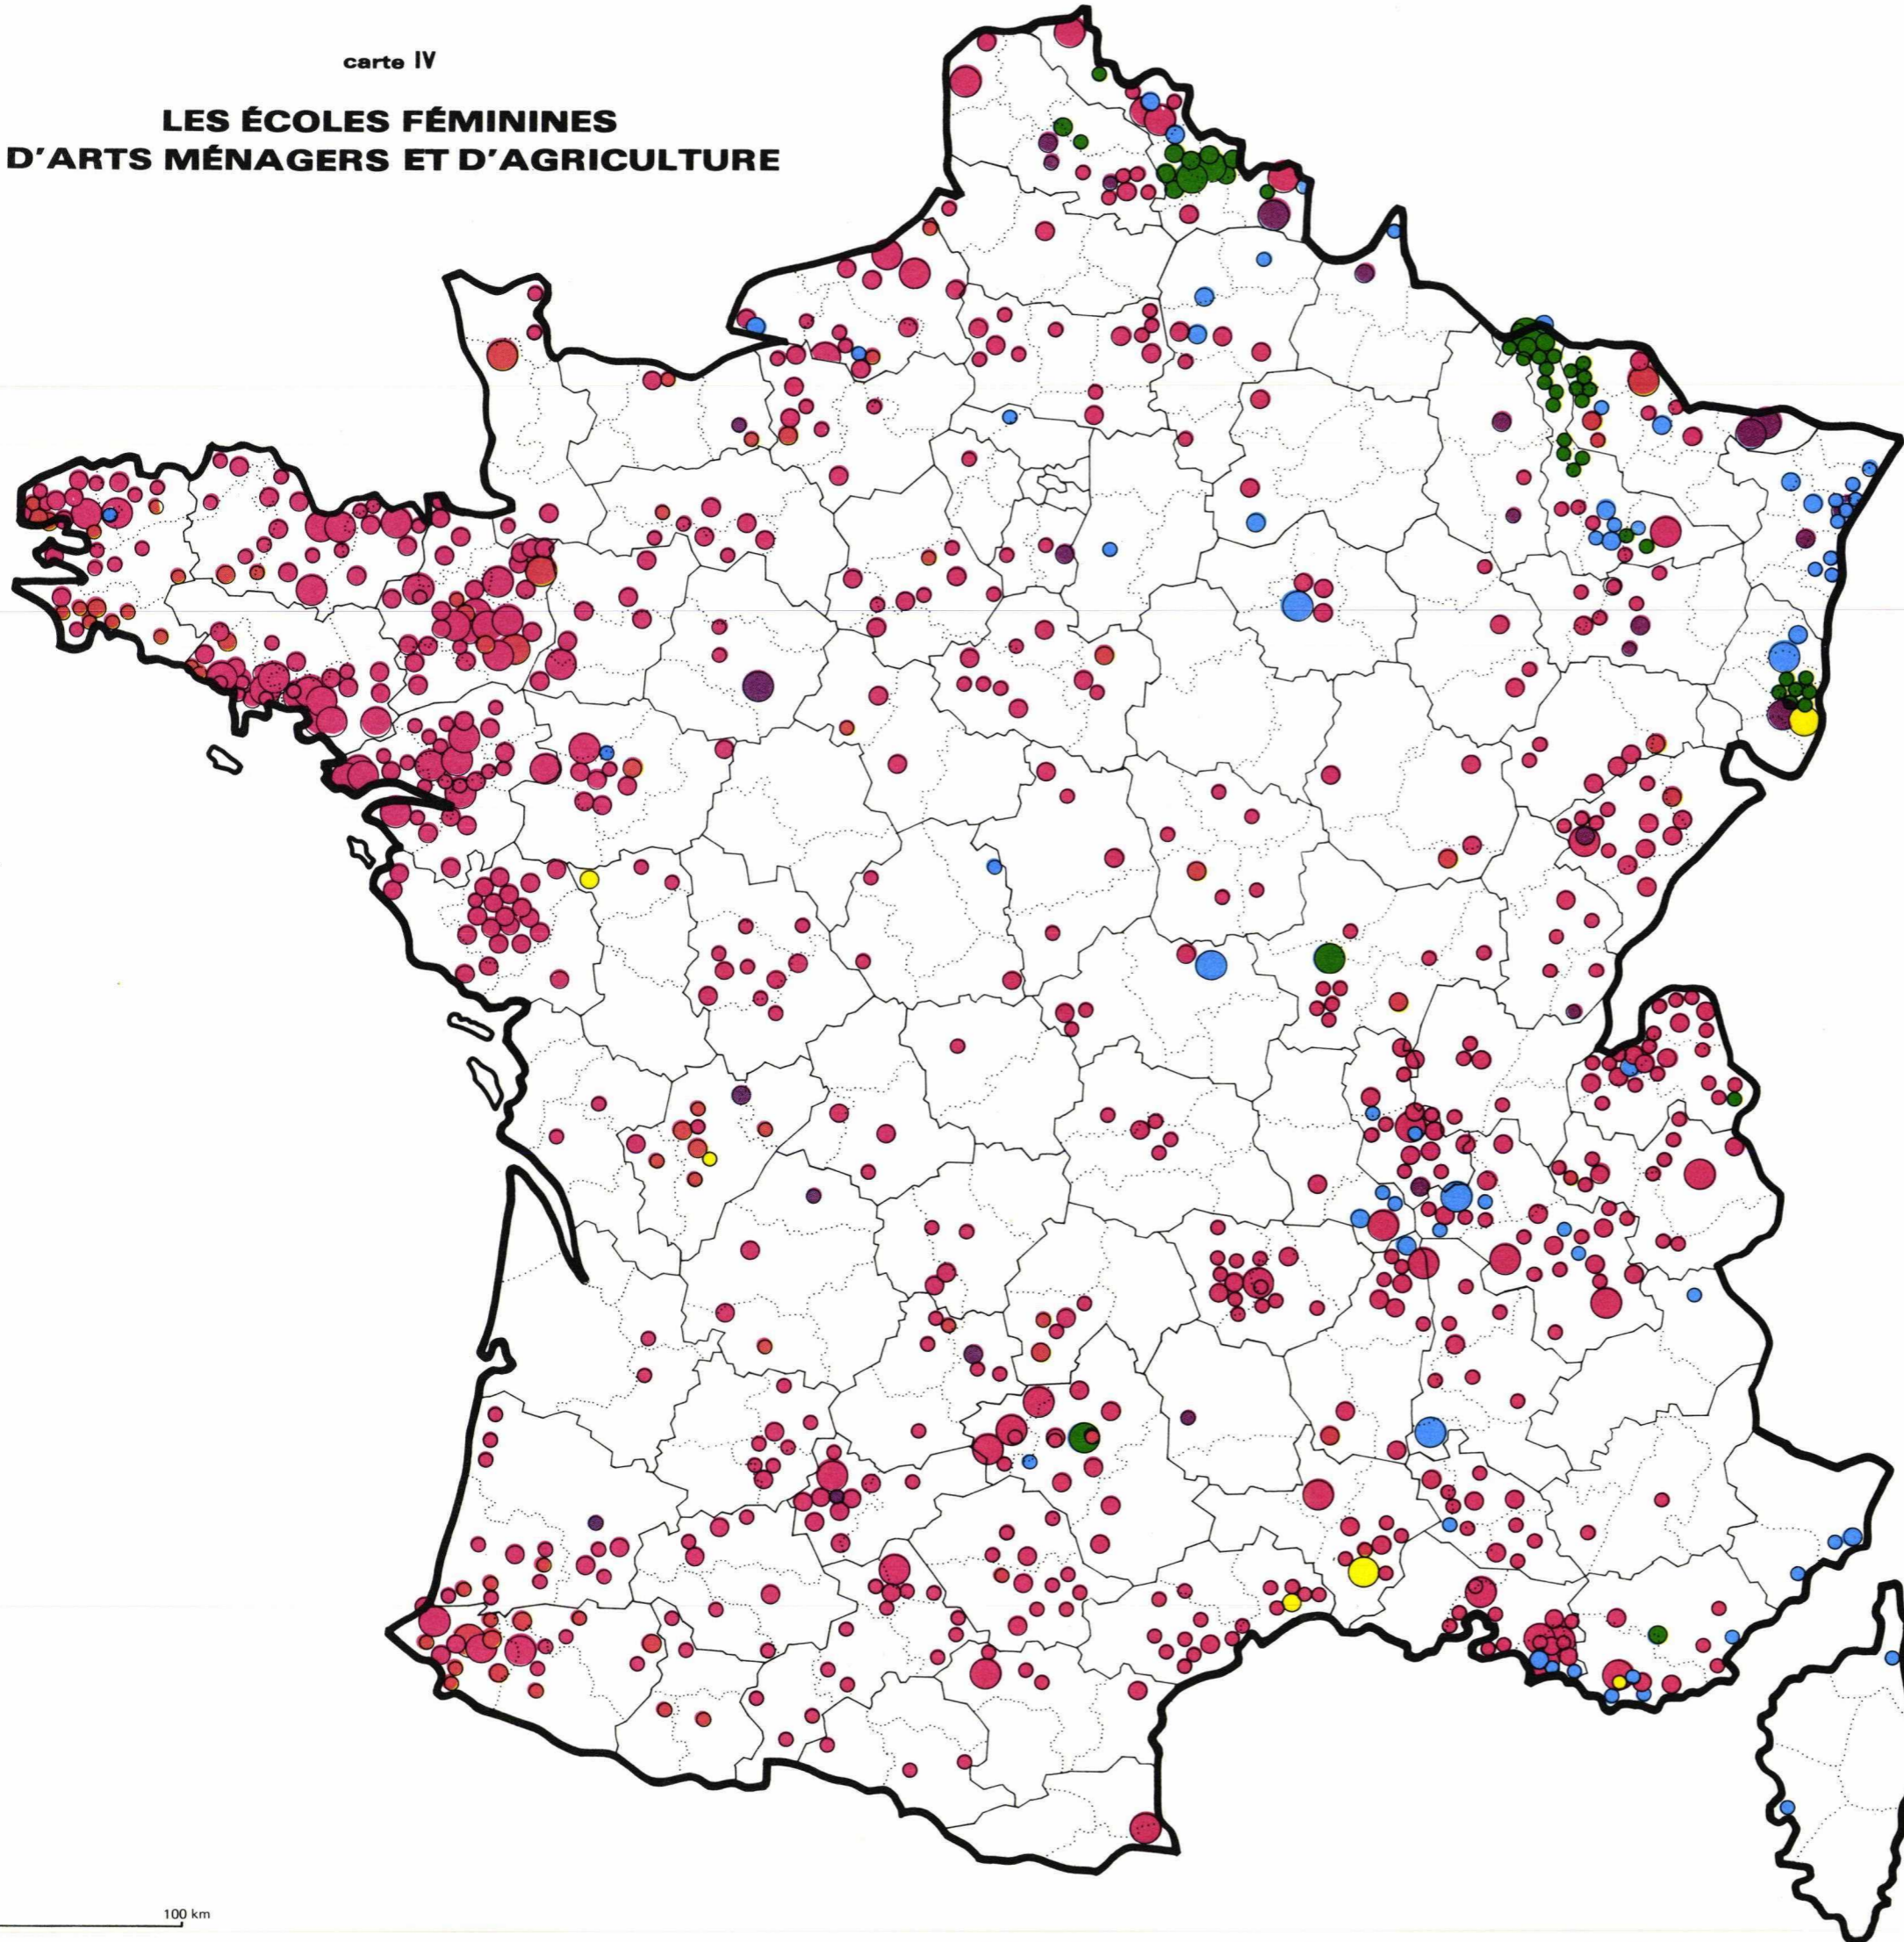 carte IV
LES ÉCOLES FÉMININES
D'ARTS MÉNAGERS ET D'AGRICULTURE
100 km